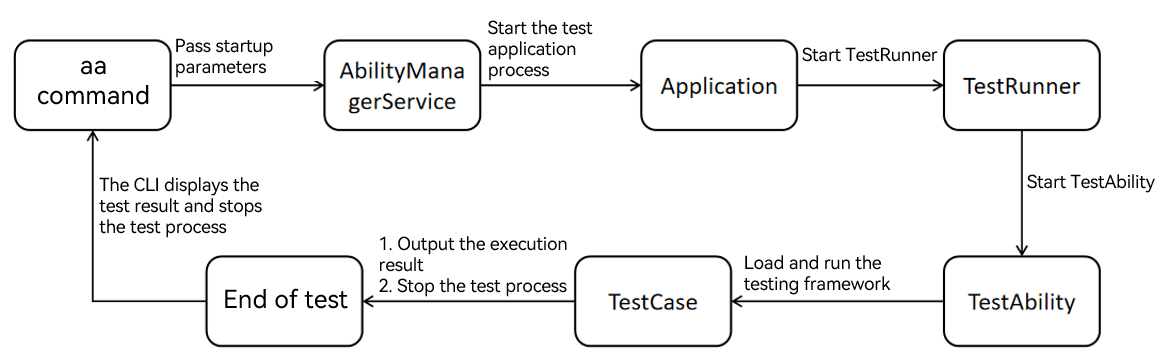 aa
command
Pass startup
parameters
AbilityMana
gerService
Start the test
application
process
Application
Start TestRunner
TestRunner
Start TestAbility
TestAbility
Load and run the
testing framework
TestCase
1. Output the execution
result
2. Stop the test process
End of test
The CLI displays the
test result and stops
the test process